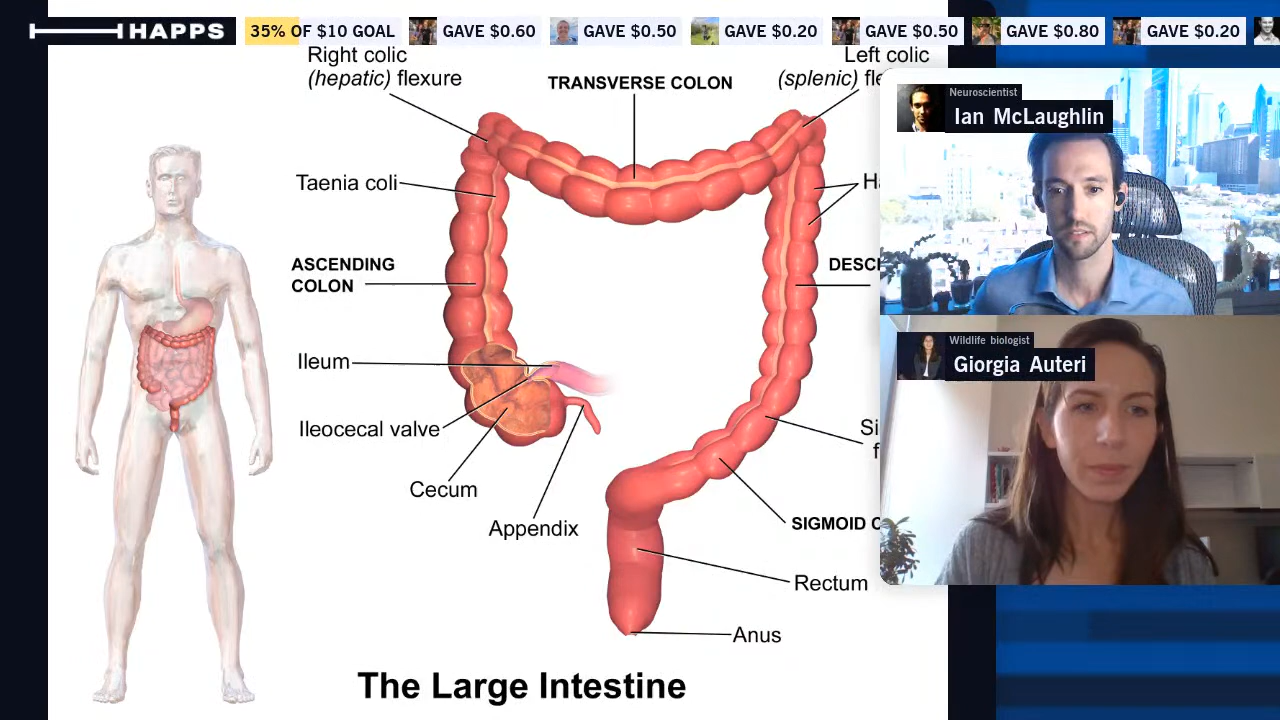 HAPPS
35% OF $10 GOAL
GAVE $0.60
GAVE $0.50
GAVE $0.20
GAVE $0.50
GAVE $0.80
GAVE $0.20
Right colic
(hepatic) flexure
TRANSVERSE COLON
Left colic
(splenic)
Neuroscientist
Ian McLaughlin
Taenia coli
ASCENDING
COLON
Wildlife biologist
Giorgia Auteri
Ileum
Ileocecal valve
Cecum
Appendix
SIGMOID
Rectum
Anus
The Large Intestine